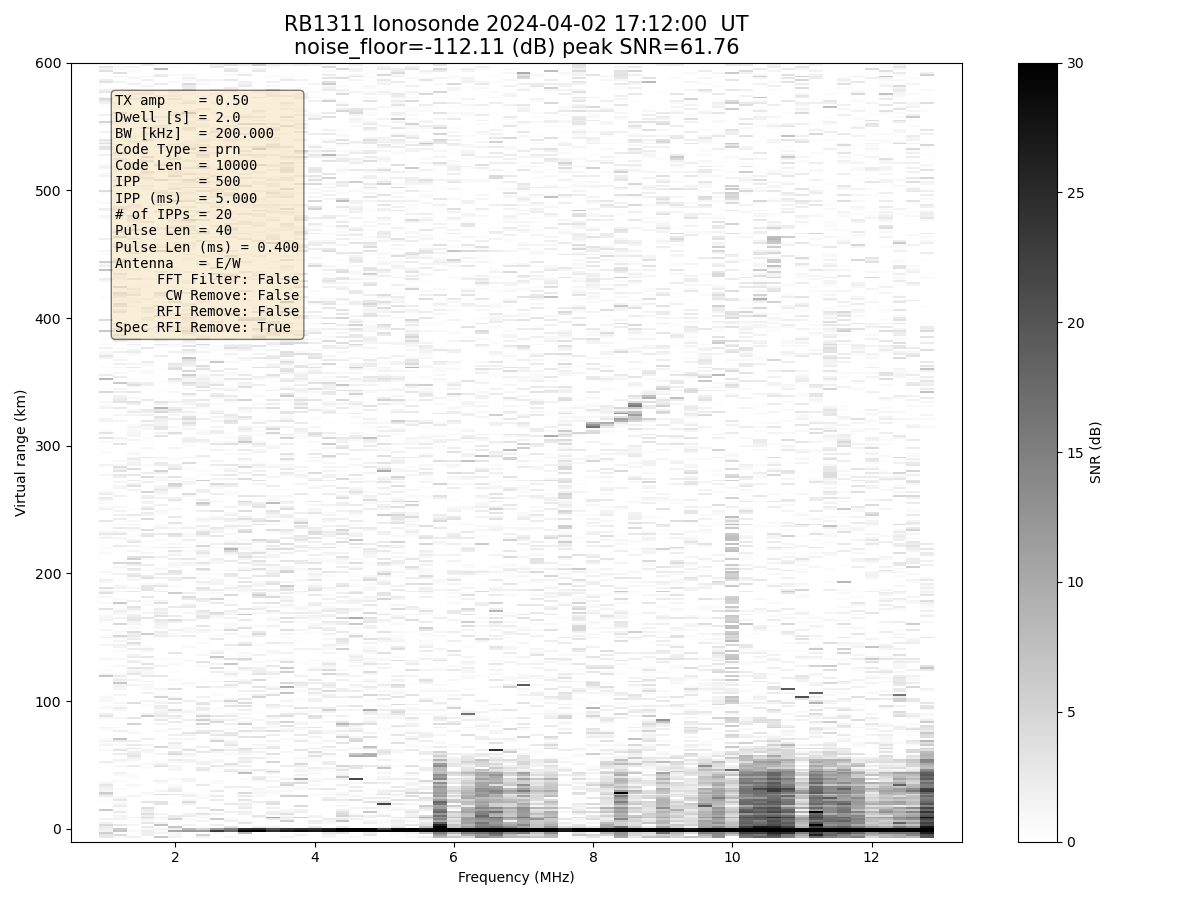 RB1311 Ionosonde 2024-04-02 17:12:00  UT
noise_floor=-112.11 (dB) peak SNR=61.76
TX amp    = 0.50
Dwell [s] = 2.0
BW [kHz]  = 200.000
Code Type = prn
Code Len  = 10000
IPP       = 500
IPP (ms)  = 5.000
# of IPPs = 20
Pulse Len = 40
Pulse Len (ms) = 0.400
Antenna   = E/W
FFT Filter: False
CW Remove: False
RFI Remove: False
Spec RFI Remove: True
600
500
400
300
200
100
0
Virtual range (km)
2
4
6
8
10
12
Frequency (MHz)
30
25
20
15
10
5
0
SNR (dB)